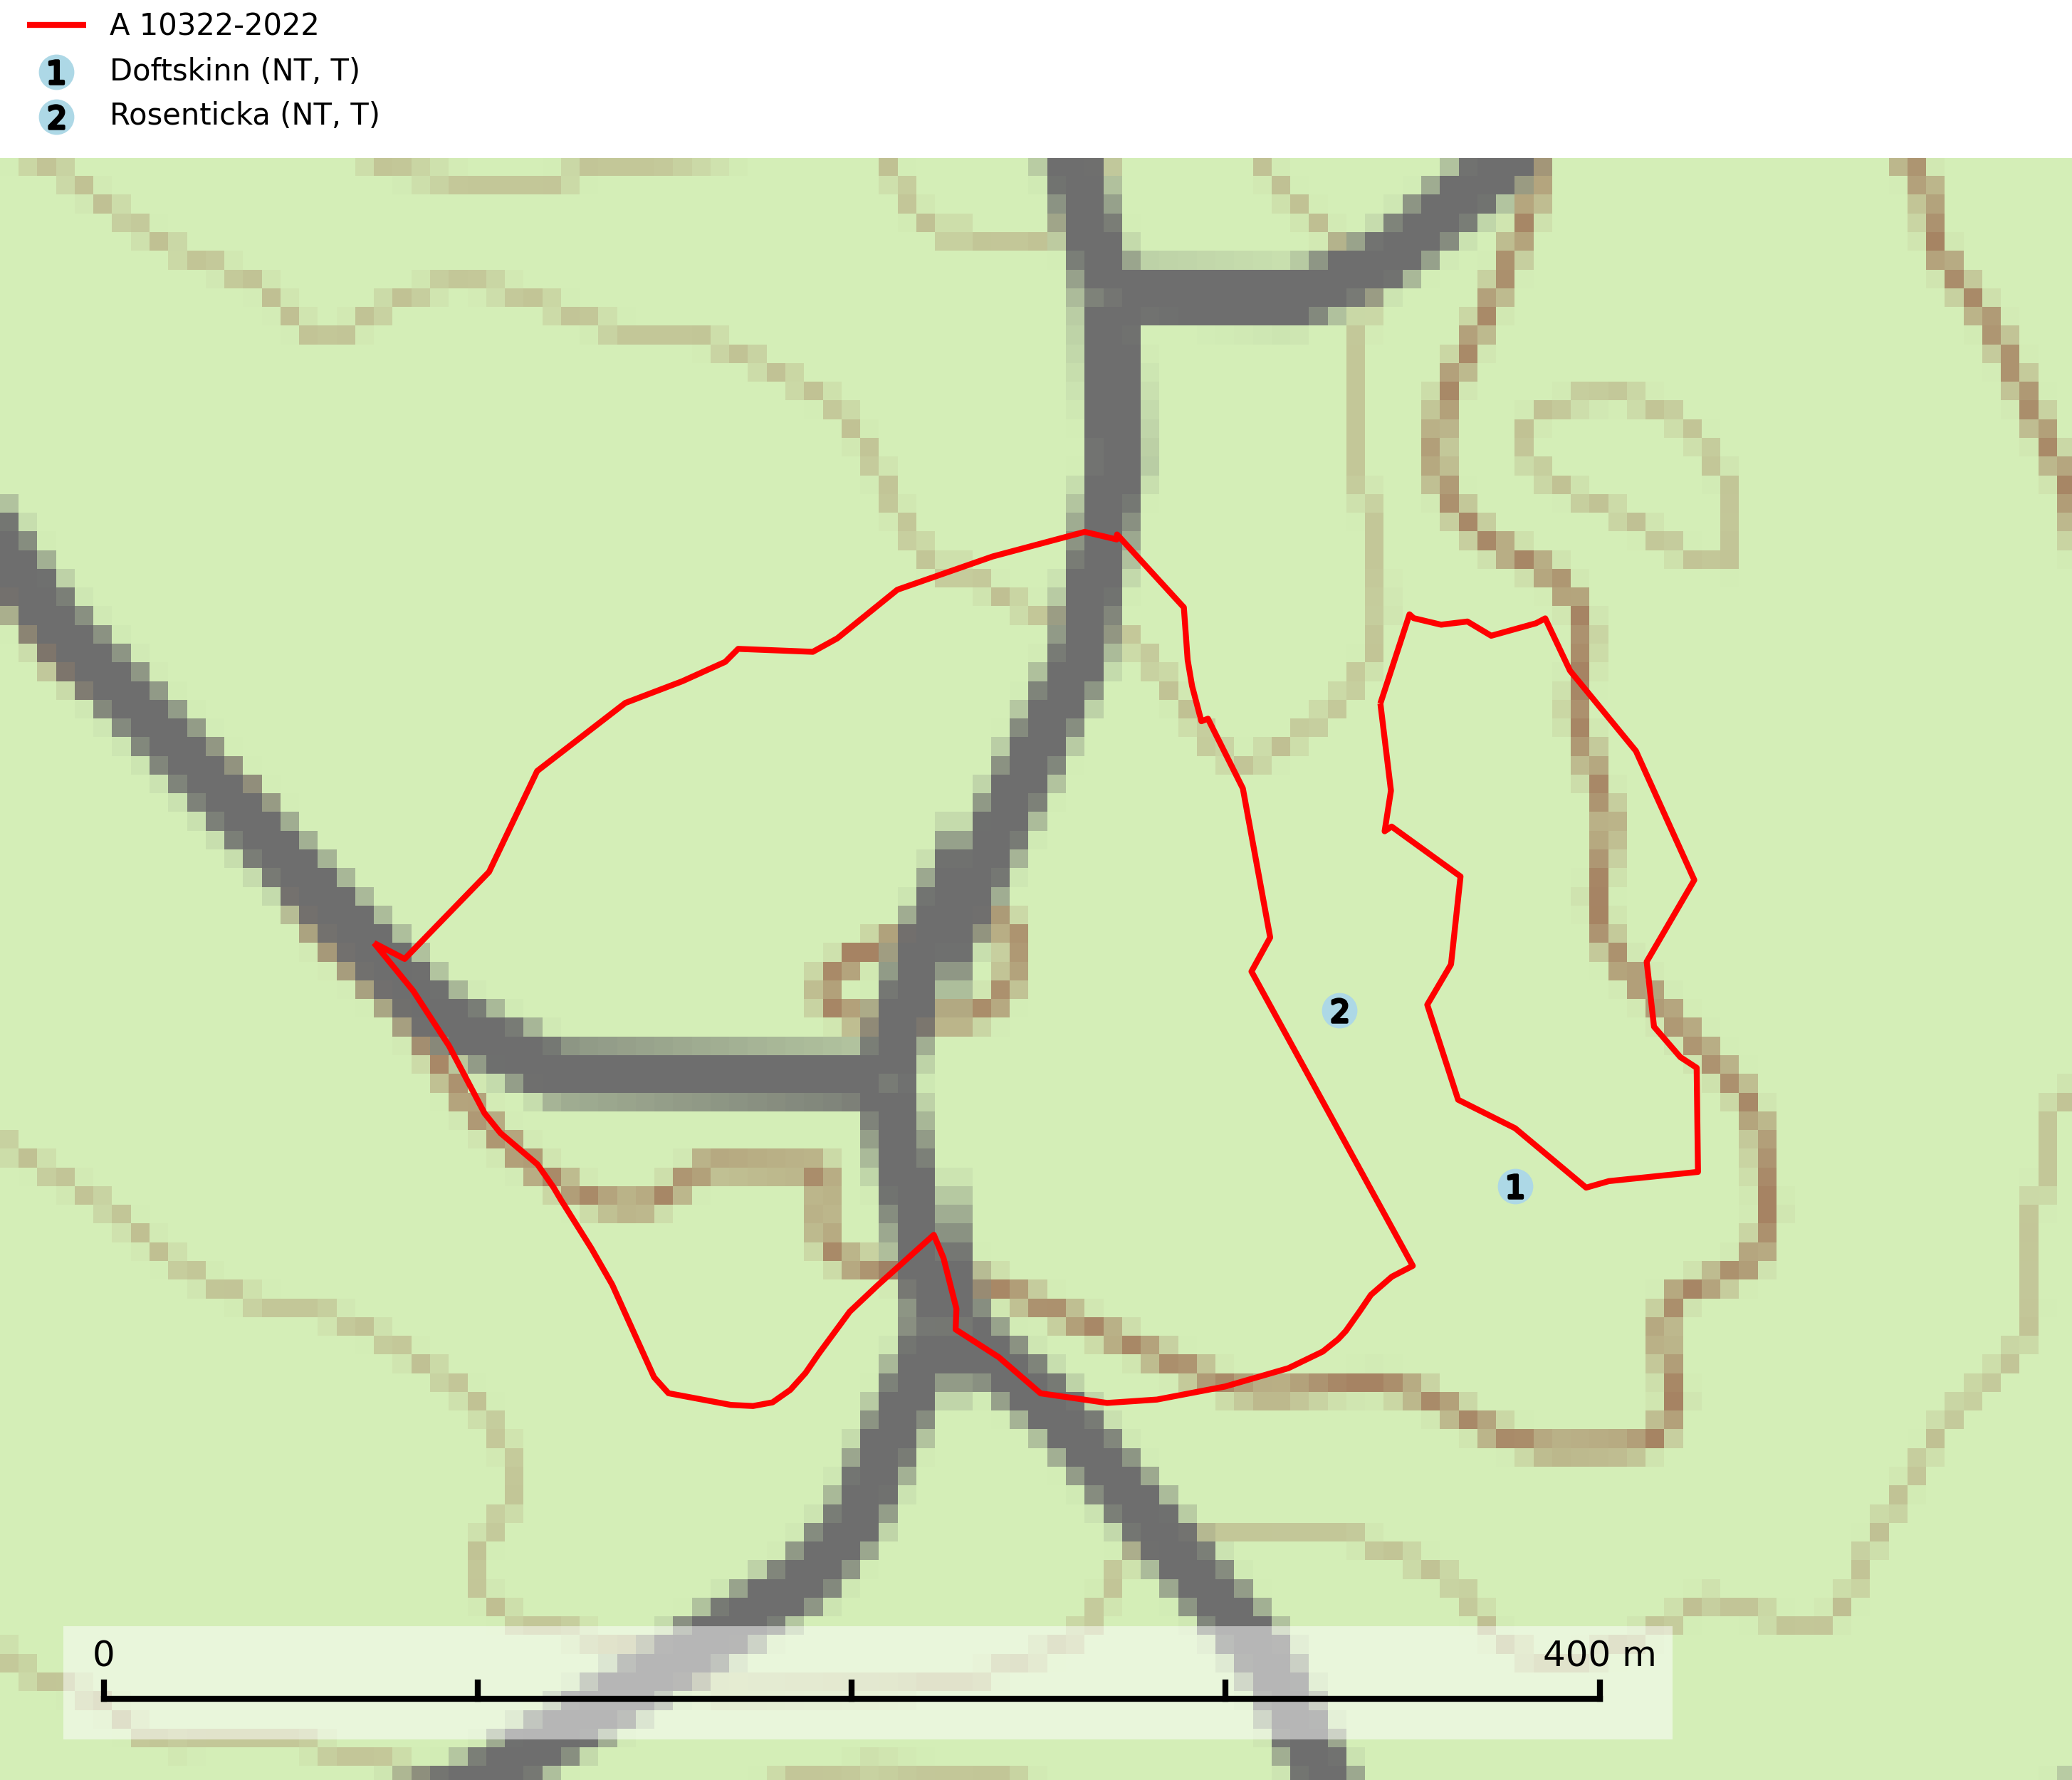 A 10322-2022
1 Doftskinn (NT, T)
2 Rosenticka (NT, T)
2
1
0 400 m